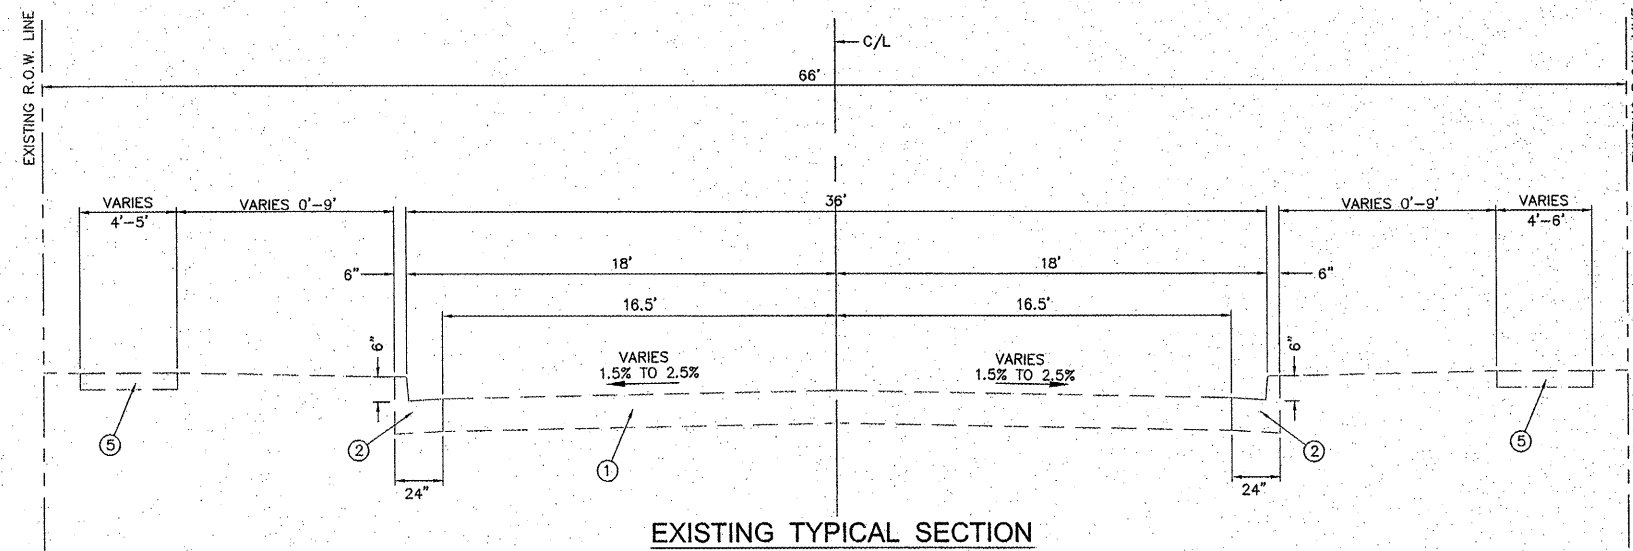 EXISTING R.O.W. LINE
C/L
66'
VARIES
4'-5'
VARIES 0'-9'
36'
VARIES 0'-9'
VARIES
4'-6'
6"
18'
18'
6"
16.5'
16.5'
6"
VARIES
1.5% TO 2.5%
VARIES
1.5% TO 2.5%
6"
5
2
1
2
5
24"
24"
EXISTING TYPICAL SECTION